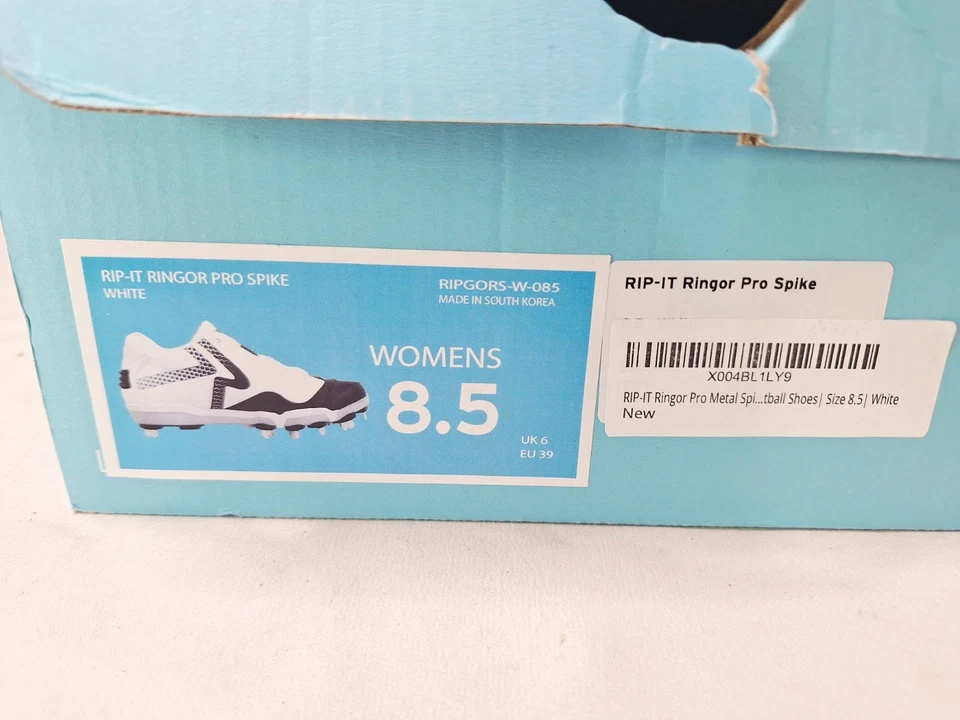 RIP-IT RINGOR PRO SPIKE
WHITE
RIPGORS-W-085
MADE IN SOUTH KOREA
WOMENS
8.5
UK 6
EU 39
RIP-IT Ringor Pro Spike
X004BL1LY9
RIP-IT Ringor Pro Metal Spi...tball Shoes| Size 8.5| White
New